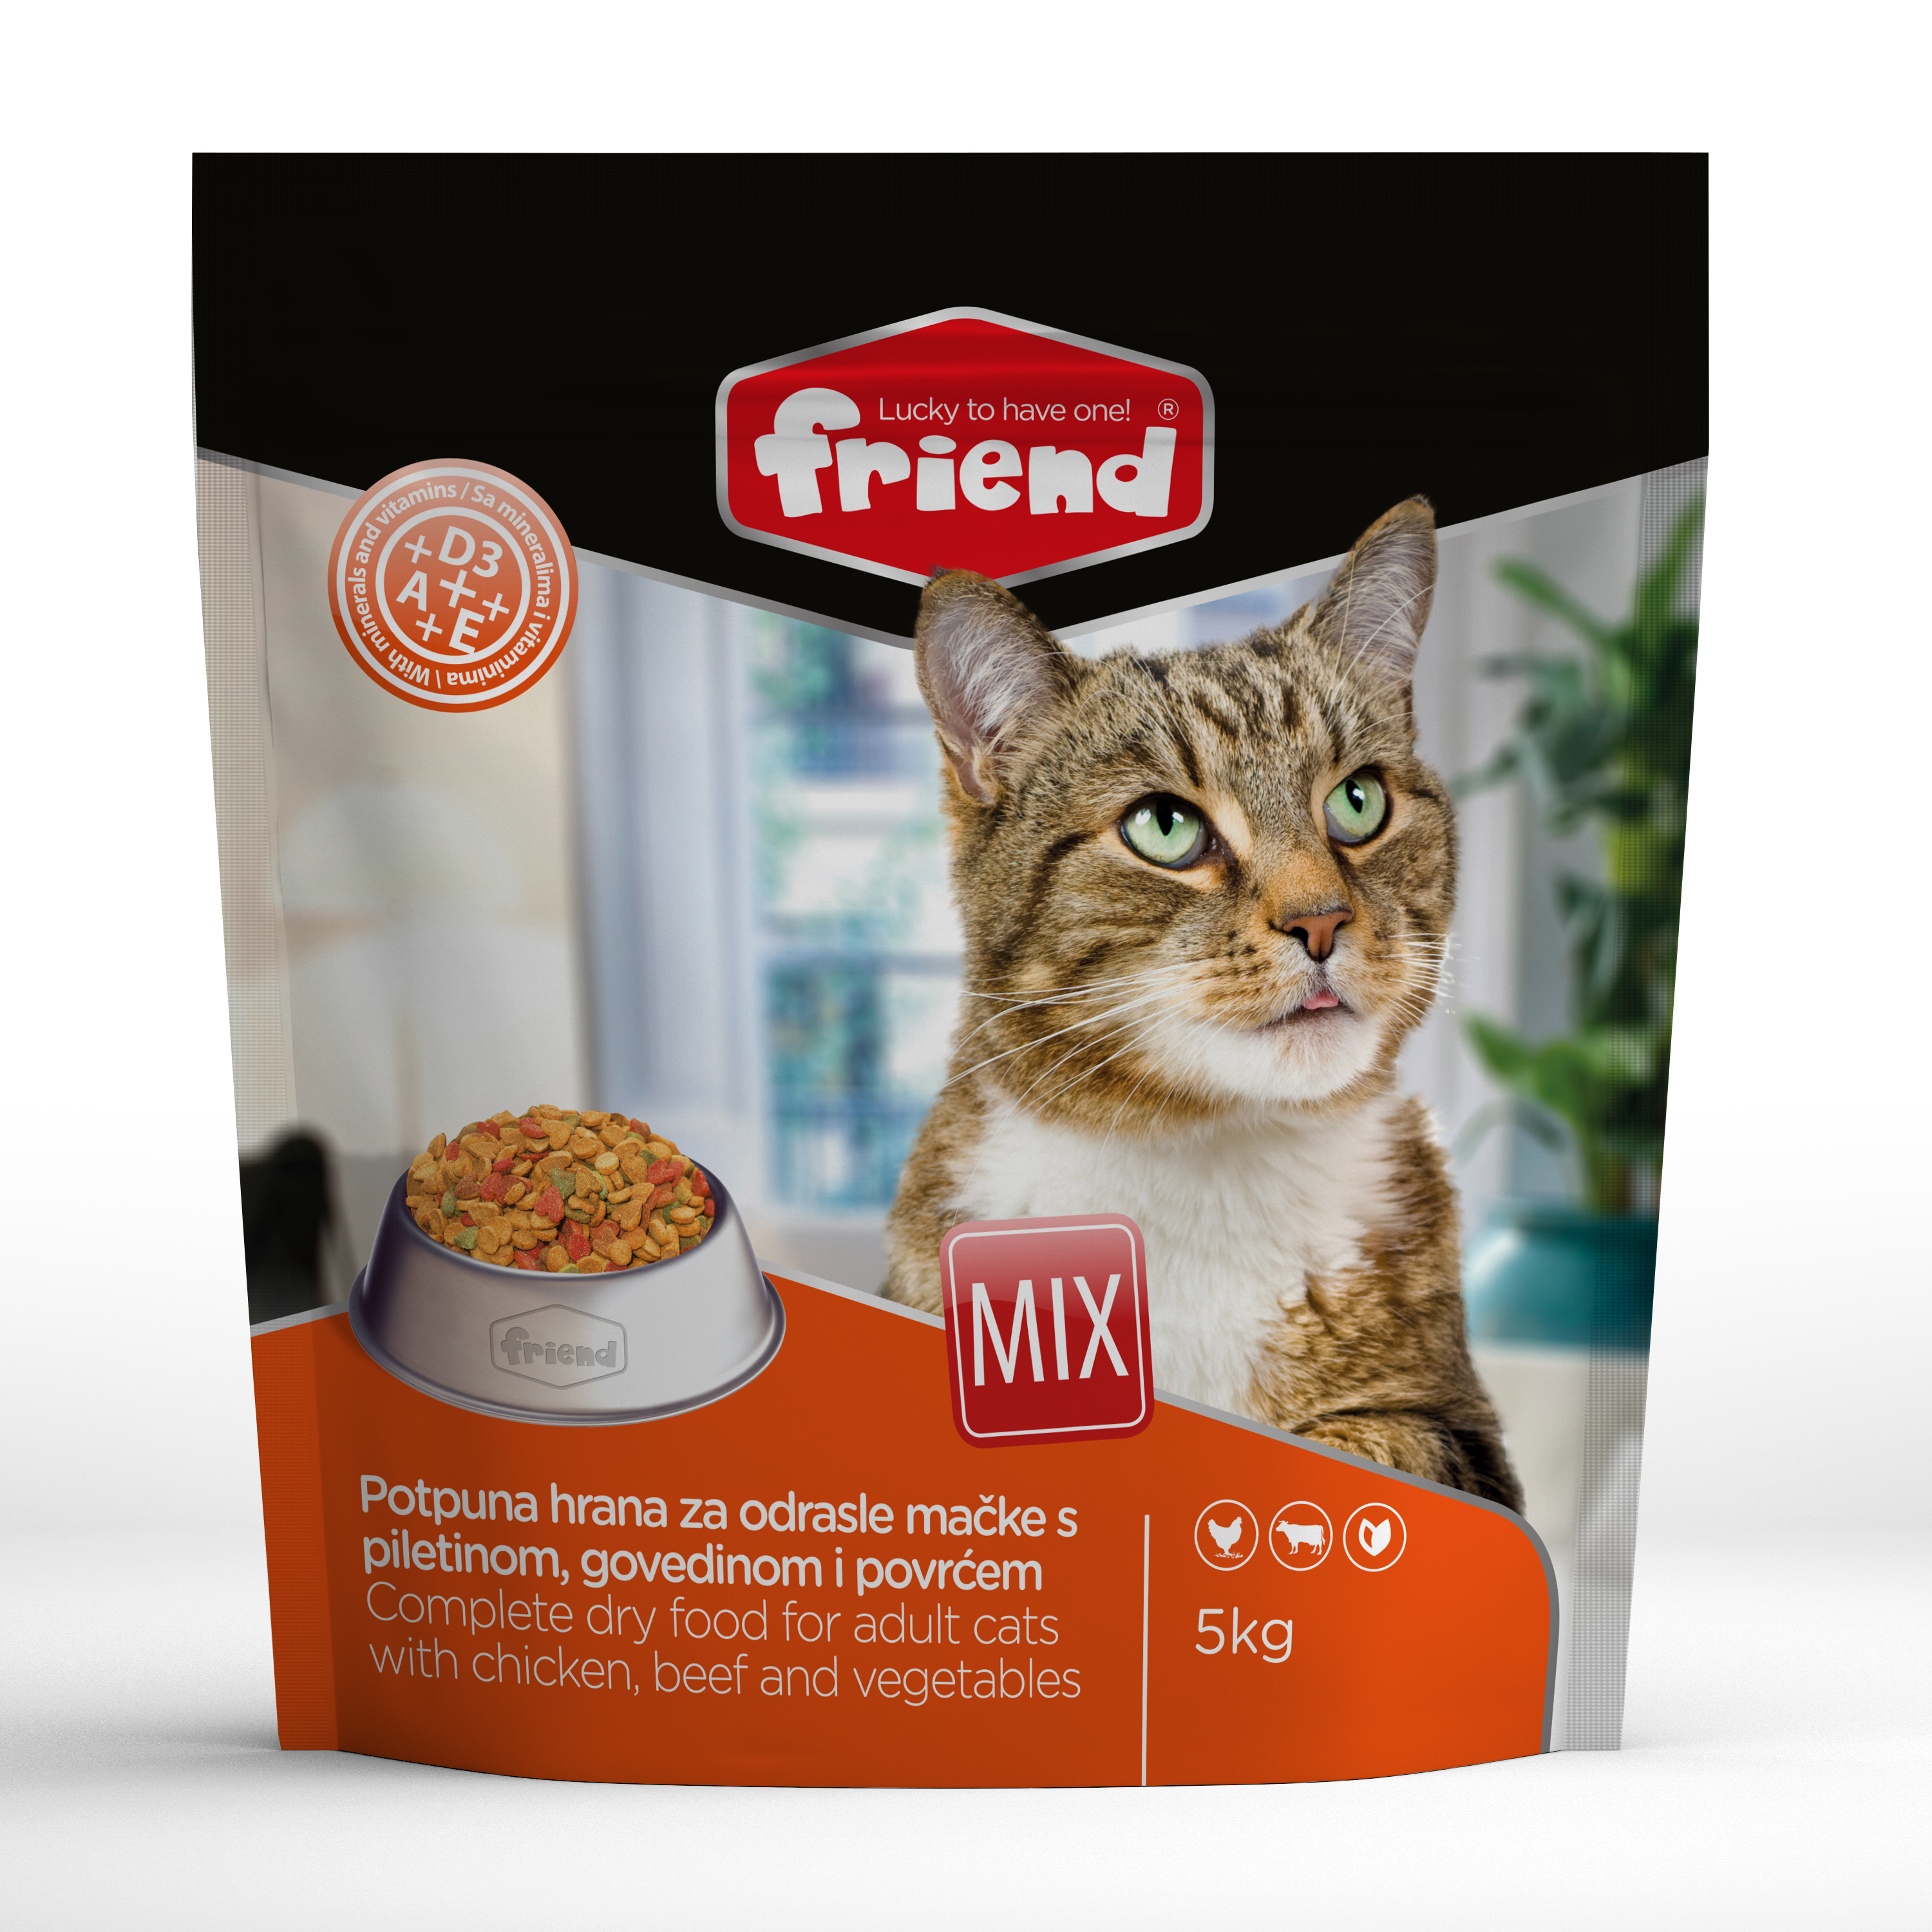 Lucky to have one! ®
friend
With minerals and vitamins / Sa mineralima i vitaminima /
+D3
A++
+E
friend
MIX
Potpuna hrana za odrasle mačke s
piletinom, govedinom i povrćem
Complete dry food for adult cats
with chicken, beef and vegetables
5kg